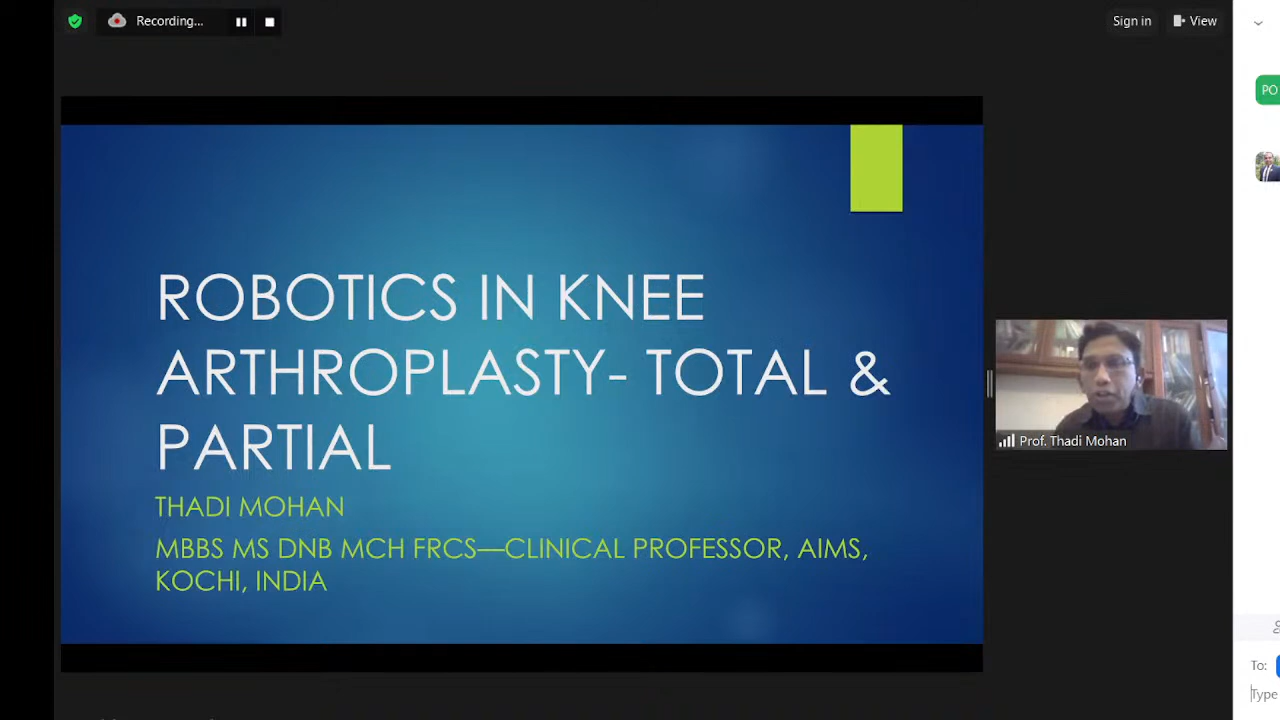 Recording...
Sign in
View
PO
ROBOTICS IN KNEE
ARTHROPLASTY- TOTAL &
PARTIAL
THADI MOHAN
MBBS MS DNB MCH FRCS—CLINICAL PROFESSOR, AIMS,
KOCHI, INDIA
Prof. Thadi Mohan
To:
Type